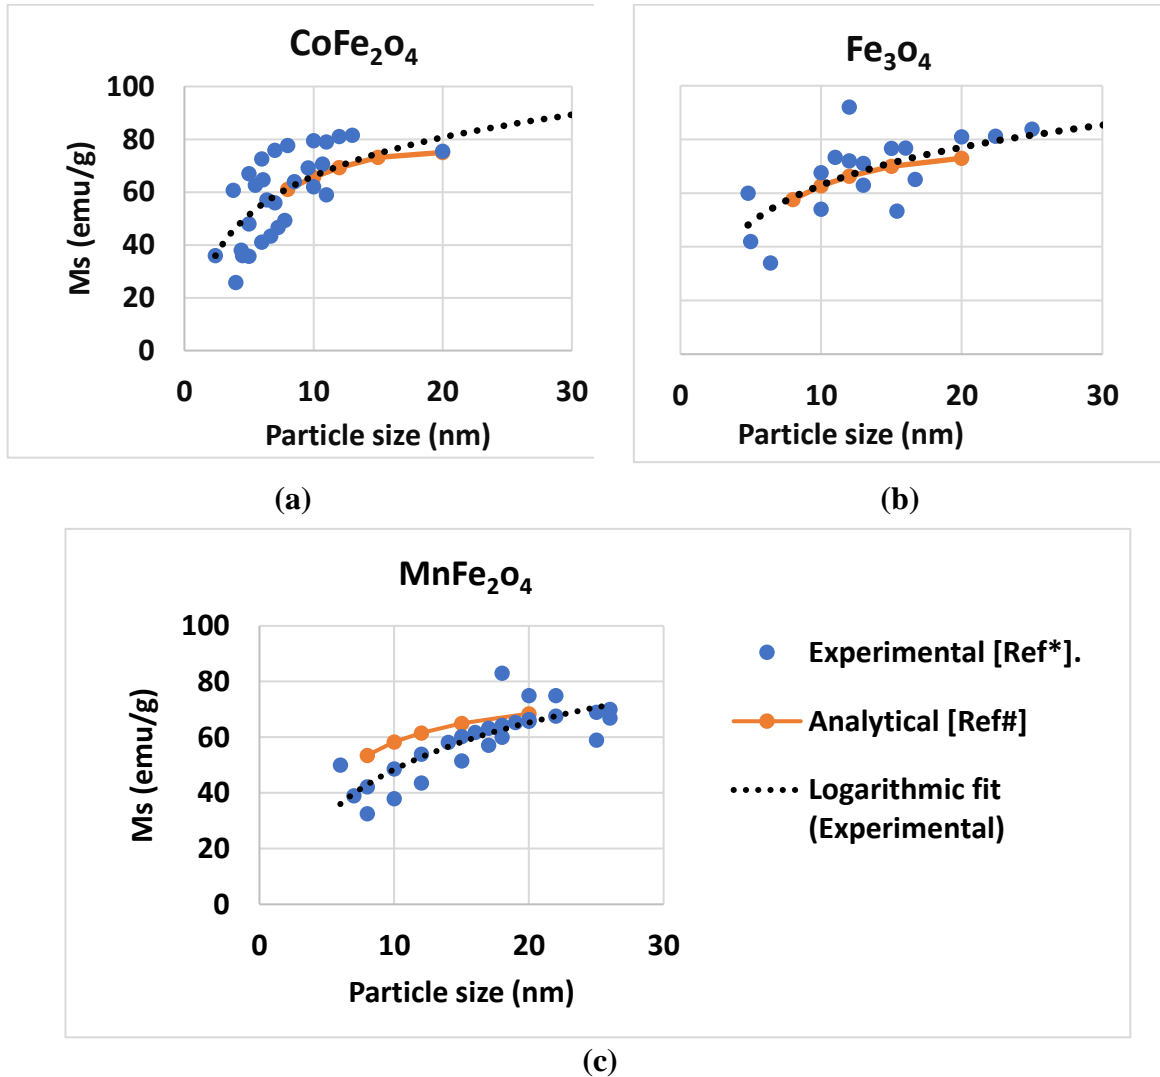 CoFe₂o₄
100
80
60
40
20
0
Ms (emu/g)
0 10 20 30
Particle size (nm)
(a)
Fe₃o₄
0 10 20 30
Particle size (nm)
(b)
MnFe₂o₄
100
80
60
40
20
0
Ms (emu/g)
0 10 20 30
Particle size (nm)
Experimental [Ref*].
Analytical [Ref#]
Logarithmic fit
(Experimental)
(c)